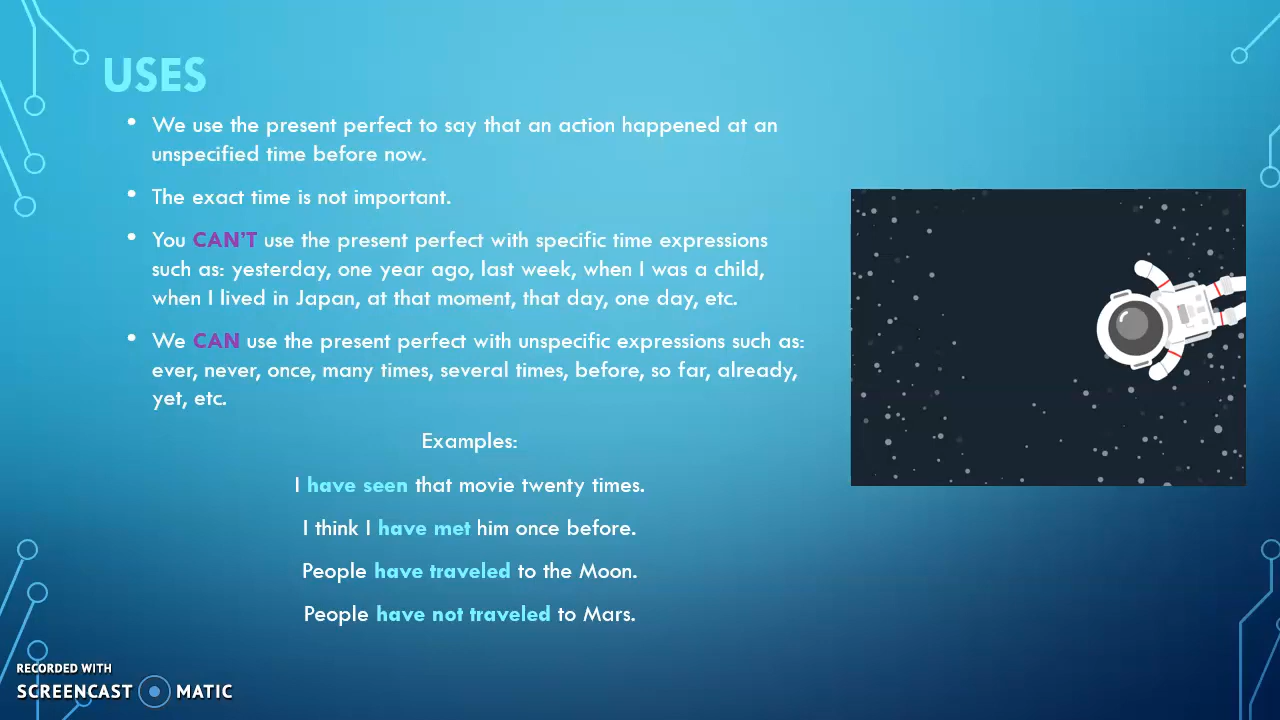 USES
• We use the present perfect to say that an action happened at an
unspecified time before now.
• The exact time is not important.
• You CAN'T use the present perfect with specific time expressions
such as: yesterday, one year ago, last week, when I was a child,
when I lived in Japan, at that moment, that day, one day, etc.
• We CAN use the present perfect with unspecific expressions such as:
ever, never, once, many times, several times, before, so far, already,
yet, etc.
Examples:
I have seen that movie twenty times.
I think I have met him once before.
People have traveled to the Moon.
People have not traveled to Mars.
RECORDED WITH
SCREENCAST MATIC